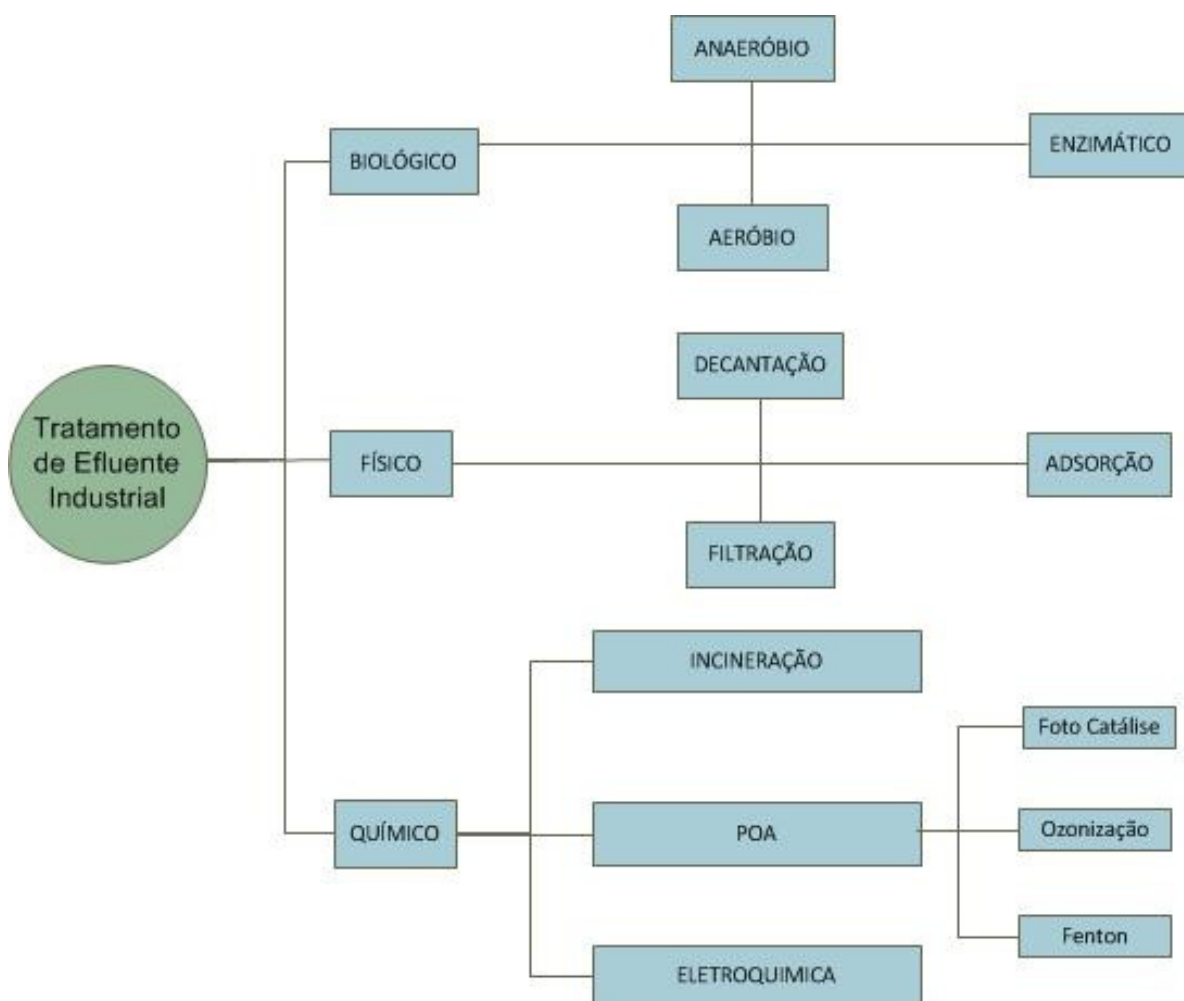 ANAERÓBIO
BIOLÓGICO
ENZIMÁTICO
AERÓBIO
DECANTAÇÃO
Tratamento
de Efluente
Industrial
FÍSICO
ADSORÇÃO
FILTRAÇÃO
INCINERAÇÃO
Foto Catálise
QUÍMICO
POA
Ozonização
Fenton
ELETROQUIMICA